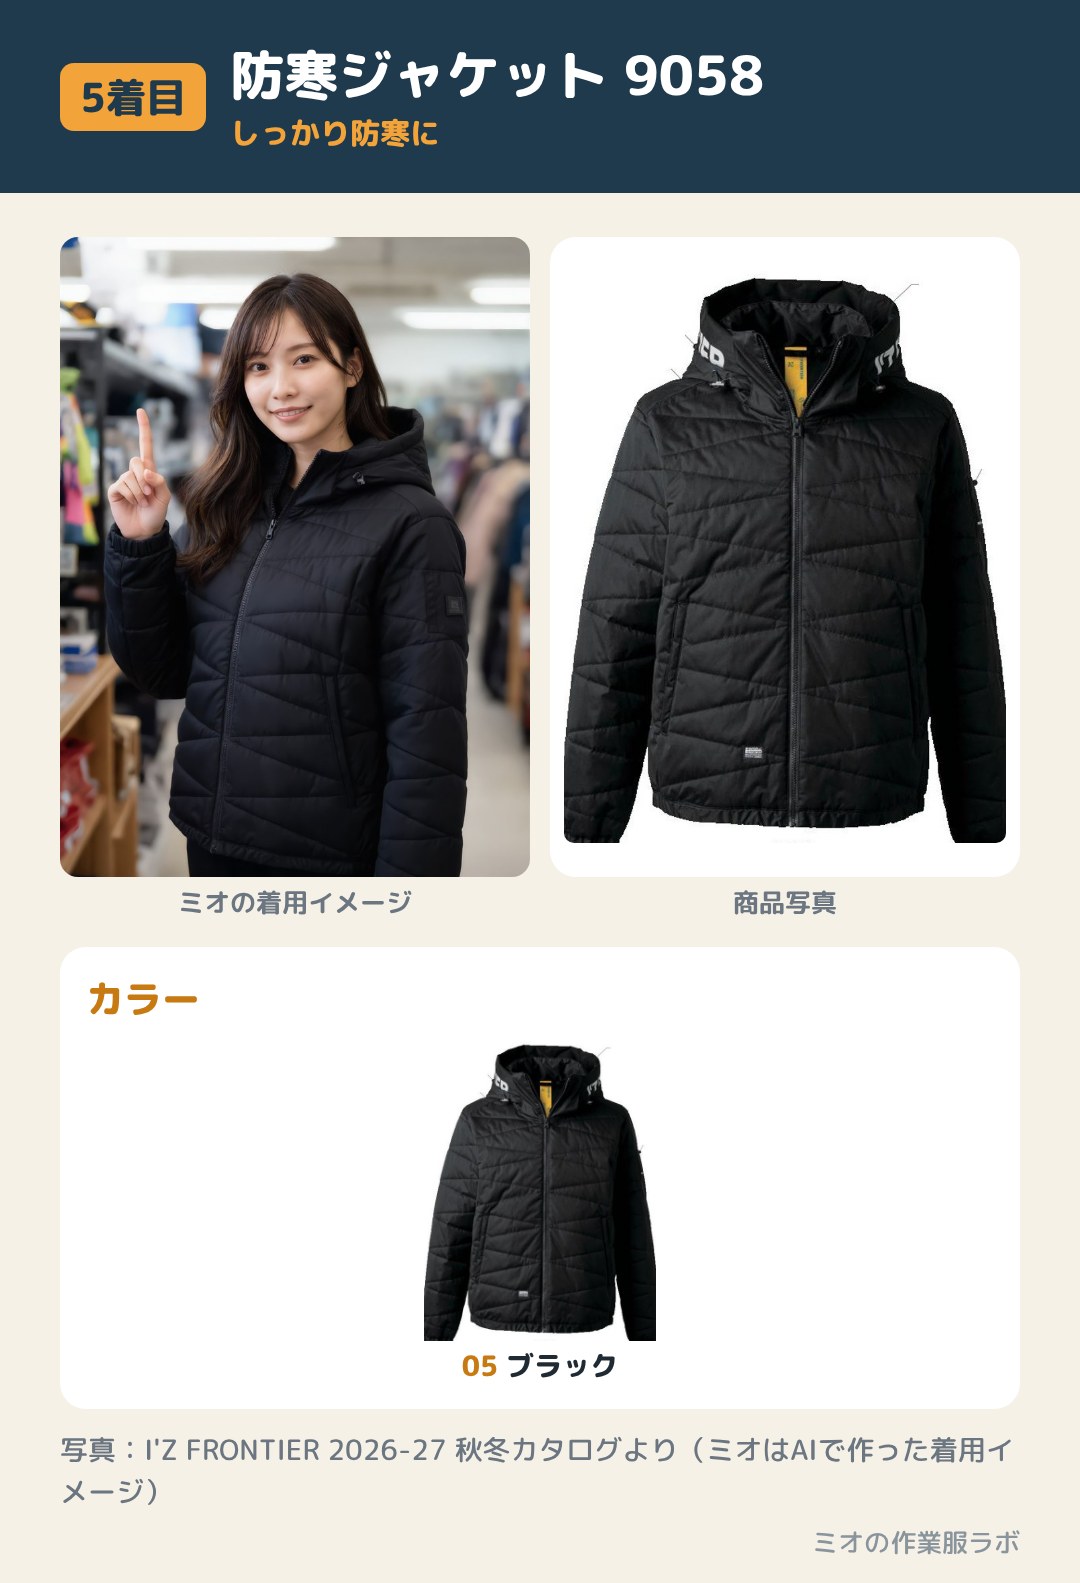 5着目
防寒ジャケット 9058
しっかり防寒に
ミオの着用イメージ
商品写真
カラー
05 ブラック
写真：I'Z FRONTIER 2026-27 秋冬カタログより（ミオはAIで作った着用イ
メージ）
ミオの作業服ラボ